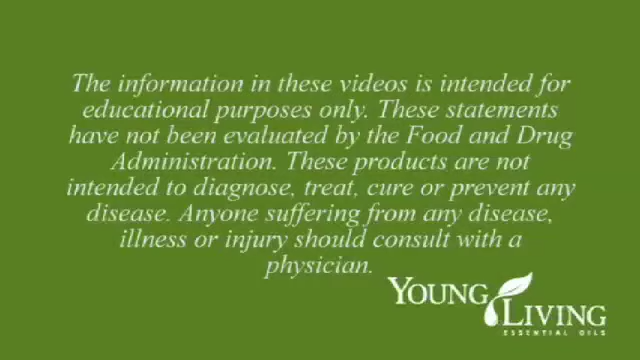 The information in these videos is intended for
educational purposes only. These statements
have not been evaluated by the Food and Drug
Administration. These products are not
intended to diagnose, treat, cure or prevent any
disease. Anyone suffering from any disease,
illness or injury should consult with a
physician.
YOUNG LIVING
ESSENTIAL OILS